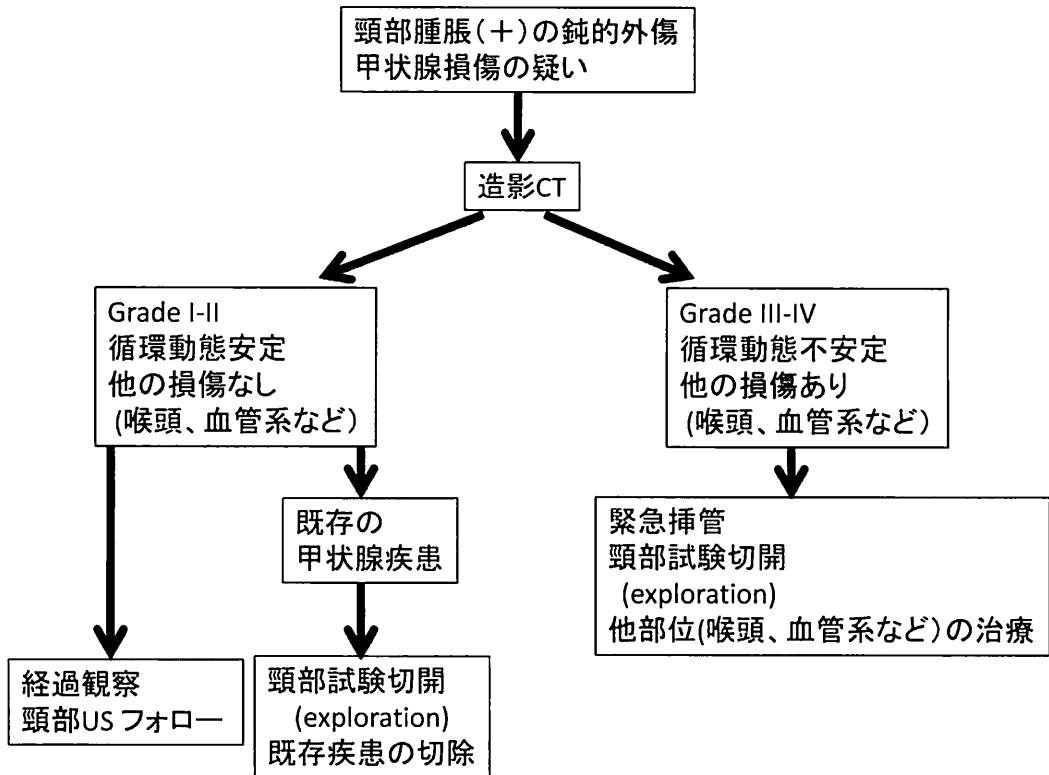 頸部腫脹(＋)の鈍的外傷
甲状腺損傷の疑い
造影CT
Grade I-II
循環動態安定
他の損傷なし
(喉頭、血管系など)
Grade III-IV
循環動態不安定
他の損傷あり
(喉頭、血管系など)
既存の
甲状腺疾患
緊急挿管
頸部試験切開
(exploration)
他部位(喉頭、血管系など)の治療
経過観察
頸部US フォロー
頸部試験切開
(exploration)
既存疾患の切除